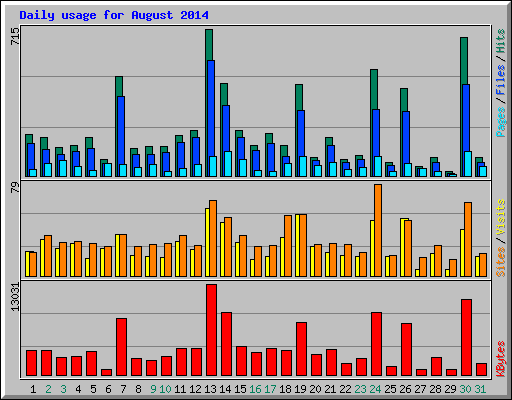 Daily usage for August 2014
715
Pages / Files / Hits
79
Sites / Visits
13031
KBytes
1 2 3 4 5 6 7 8 9 10 11 12 13 14 15 16 17 18 19 20 21 22 23 24 25 26 27 28 29 30 31